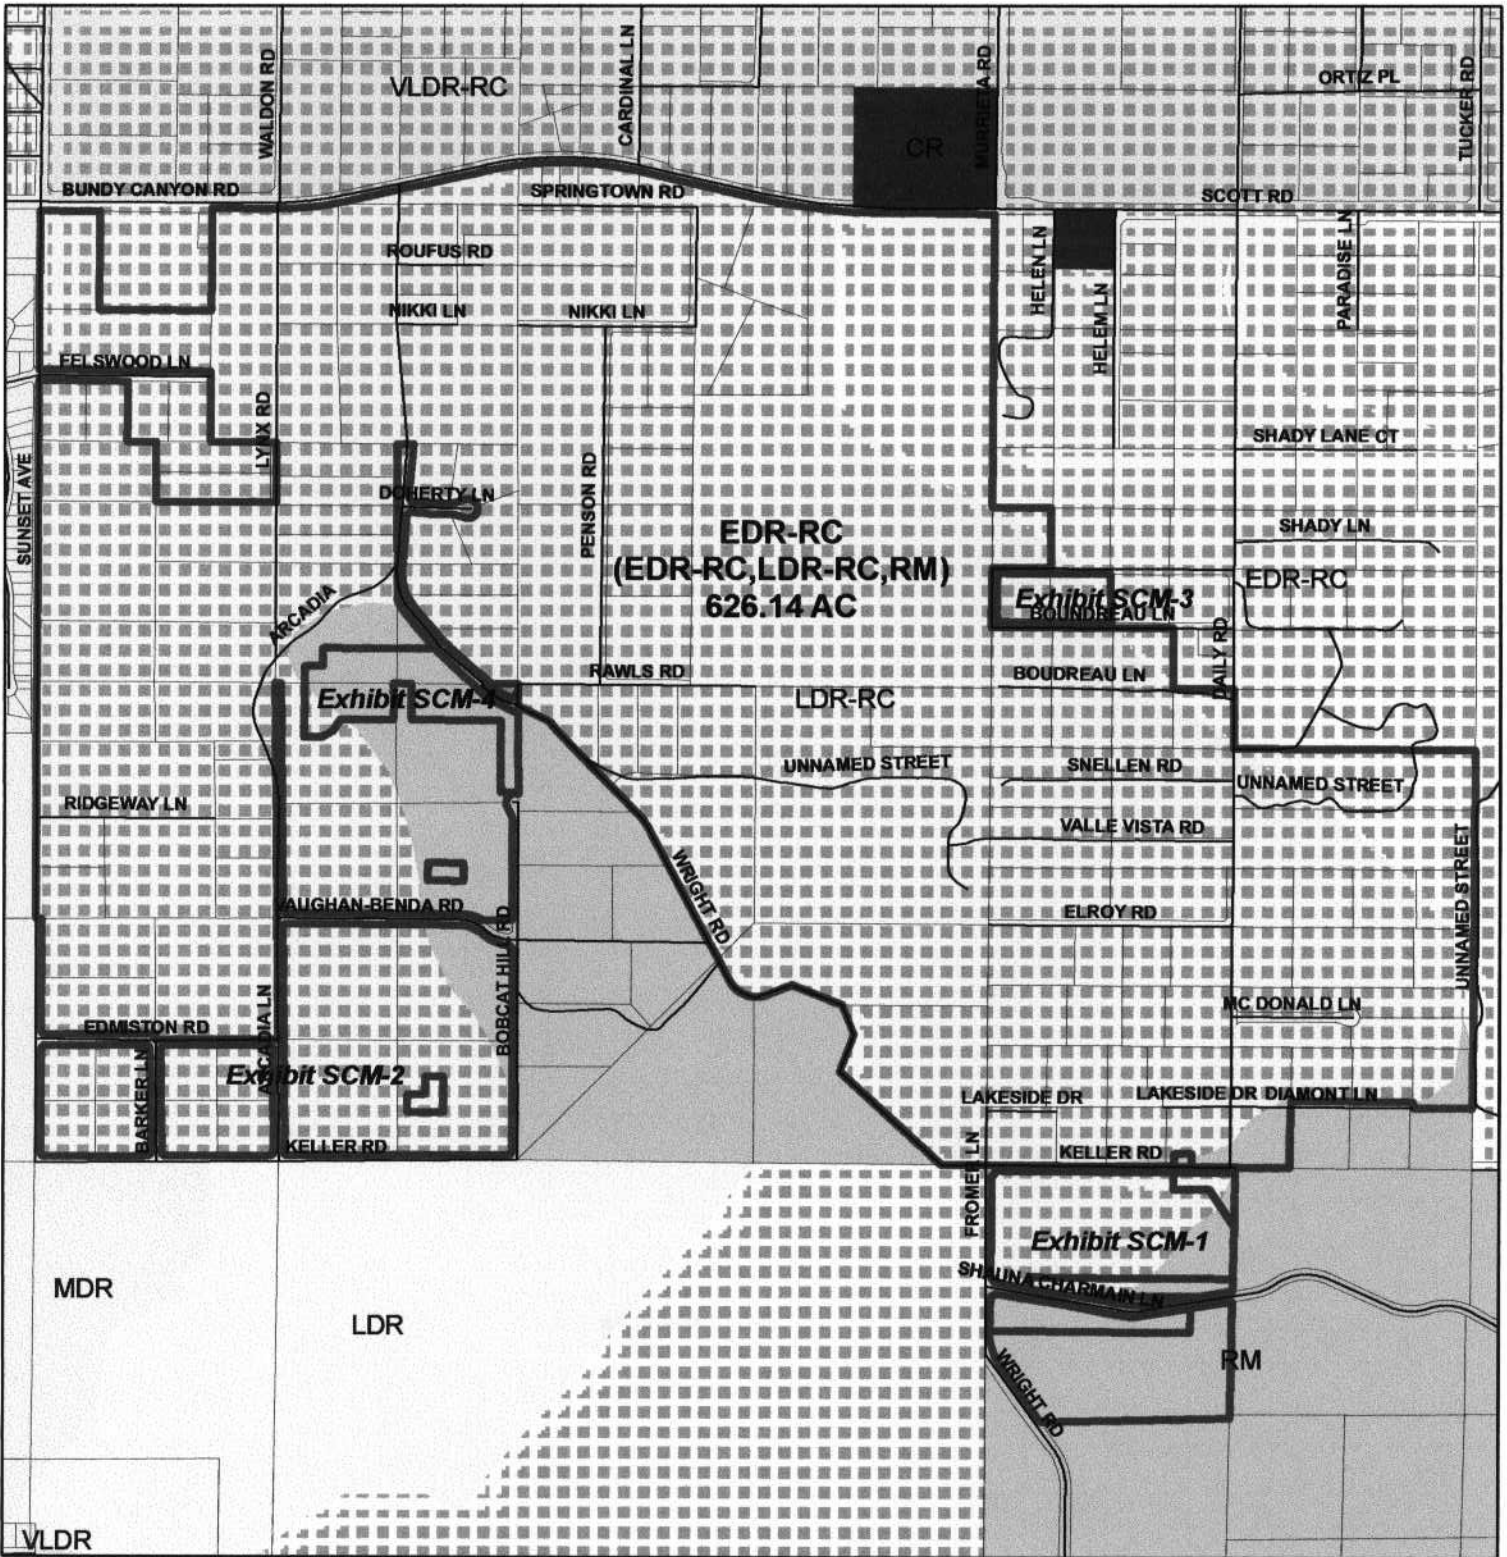 WALDON RD
VLDR-RC
CARDINAL LN
MURRIETA RD
CR
ORTIZ PL
TUCKER RD
BUNDY CANYON RD
SPRINGTOWN RD
SCOTT RD
ROUFUS RD
HELEN LN
PARADISE LN
NIKKI LN
NIKKI LN
HELEM LN
FELSWOOD LN
LYNX RD
SHADY LANE CT
SUNSET AVE
DOHERTY LN
PENSON RD
EDR-RC
(EDR-RC,LDR-RC,RM)
626.14 AC
SHADY LN
EDR-RC
Exhibit SCM-3
BOUNDREAU LN
ARCADIA
RAWLS RD
BOUDREAU LN
DAILY RD
Exhibit SCM-4
LDR-RC
UNNAMED STREET
SNELLEN RD
UNNAMED STREET
RIDGEWAY LN
VALLE VISTA RD
WRIGHT RD
UNNAMED STREET
VAUGHAN-BENDA RD
ELROY RD
BOBCAT HILL RD
MC DONALD LN
EDMISTON RD
ARCADIA LN
Exhibit SCM-2
BARKER LN
LAKESIDE DR
LAKESIDE DR
DIAMONT LN
KELLER RD
KELLER RD
FROMER LN
Exhibit SCM-1
SHAUNA CHARMAIN LN
MDR
LDR
RM
WRIGHT RD
VLDR